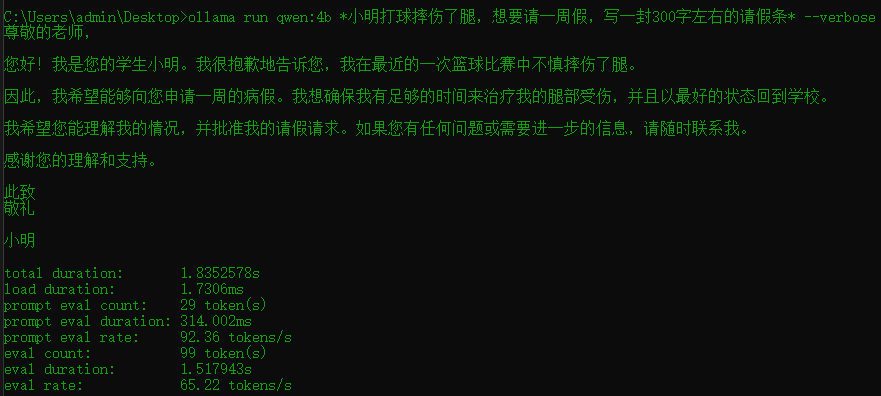 C:\Users\admin\Desktop>ollama run qwen:4b *小明打球摔伤了腿，想要请一周假，写一封300字左右的请假条* --verbose
尊敬的老师，
您好！我是您的学生小明。我很抱歉地告诉您，我在最近的一次篮球比赛中不慎摔伤了腿。
因此，我希望能够向您申请一周的病假。我想确保我有足够的时间来治疗我的腿部受伤，并且以最好的状态回到学校。
我希望您能理解我的情况，并批准我的请假请求。如果您有任何问题或需要进一步的信息，请随时联系我。
感谢您的理解和支持。
此致
敬礼
小明
total duration: 1.8352578s
load duration: 1.7306ms
prompt eval count: 29 token(s)
prompt eval duration: 314.002ms
prompt eval rate: 92.36 tokens/s
eval count: 99 token(s)
eval duration: 1.517943s
eval rate: 65.22 tokens/s